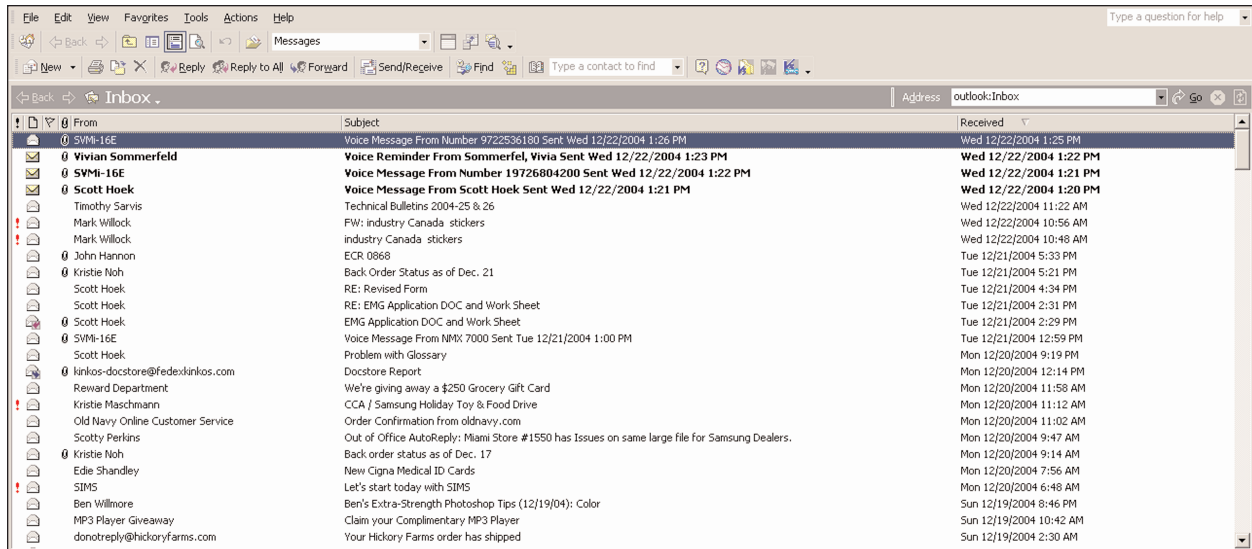 File Edit View Favorites Tools Actions Help Type a question for help
Back Messages
New Reply Reply to All Forward Send/Receive Find Type a contact to find
Back Inbox. Address outlook:Inbox Go
! From Subject Received
SVMi-16E Voice Message From Number 9722536180 Sent Wed 12/22/2004 1:26 PM Wed 12/22/2004 1:25 PM
Vivian Sommerfeld Voice Reminder From Sommerfel, Vivia Sent Wed 12/22/2004 1:23 PM Wed 12/22/2004 1:22 PM
SVMi-16E Voice Message From Number 19726804200 Sent Wed 12/22/2004 1:22 PM Wed 12/22/2004 1:21 PM
Scott Hoek Voice Message From Scott Hoek Sent Wed 12/22/2004 1:21 PM Wed 12/22/2004 1:20 PM
Timothy Sarvis Technical Bulletins 2004-25 & 26 Wed 12/22/2004 11:22 AM
! Mark Willock FW: industry Canada stickers Wed 12/22/2004 10:56 AM
! Mark Willock industry Canada stickers Wed 12/22/2004 10:48 AM
John Hannon ECR 0868 Tue 12/21/2004 5:33 PM
Kristie Noh Back Order Status as of Dec. 21 Tue 12/21/2004 5:21 PM
Scott Hoek RE: Revised Form Tue 12/21/2004 4:34 PM
Scott Hoek RE: EMG Application DOC and Work Sheet Tue 12/21/2004 2:31 PM
Scott Hoek EMG Application DOC and Work Sheet Tue 12/21/2004 2:29 PM
SVMi-16E Voice Message From NMX 7000 Sent Tue 12/21/2004 1:00 PM Tue 12/21/2004 12:59 PM
Scott Hoek Problem with Glossary Mon 12/20/2004 9:19 PM
kinkos-docstore@fedexkinkos.com Docstore Report Mon 12/20/2004 12:14 PM
Reward Department We're giving away a $250 Grocery Gift Card Mon 12/20/2004 11:58 AM
! Kristie Maschmann CCA / Samsung Holiday Toy & Food Drive Mon 12/20/2004 11:12 AM
Old Navy Online Customer Service Order Confirmation from oldnavy.com Mon 12/20/2004 11:02 AM
Scotty Perkins Out of Office AutoReply: Miami Store #1550 has Issues on same large file for Samsung Dealers. Mon 12/20/2004 9:47 AM
Kristie Noh Back order status as of Dec. 17 Mon 12/20/2004 9:14 AM
Edie Shandley New Cigna Medical ID Cards Mon 12/20/2004 7:56 AM
! SIMS Let's start today with SIMS Mon 12/20/2004 6:48 AM
Ben Willmore Ben's Extra-Strength Photoshop Tips (12/19/04): Color Sun 12/19/2004 8:46 PM
MP3 Player Giveaway Claim your Complimentary MP3 Player Sun 12/19/2004 10:42 AM
donotreply@hickoryfarms.com Your Hickory Farms order has shipped Sun 12/19/2004 2:30 AM